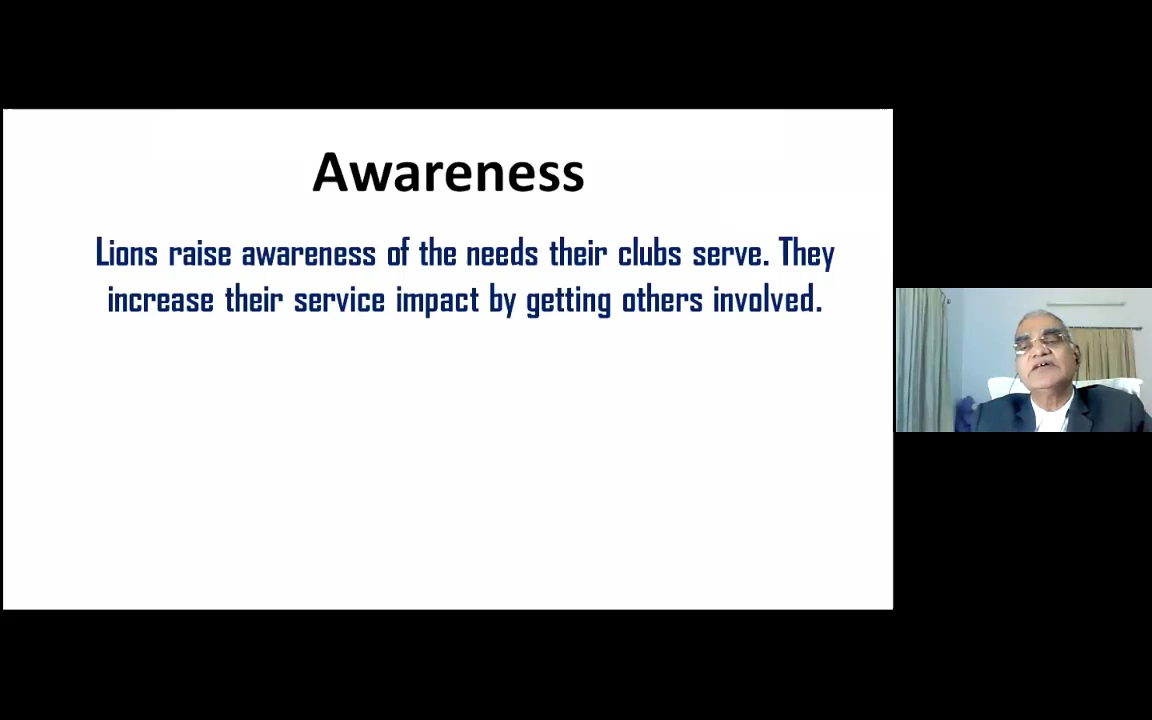 Awareness
Lions raise awareness of the needs their clubs serve. They
increase their service impact by getting others involved.